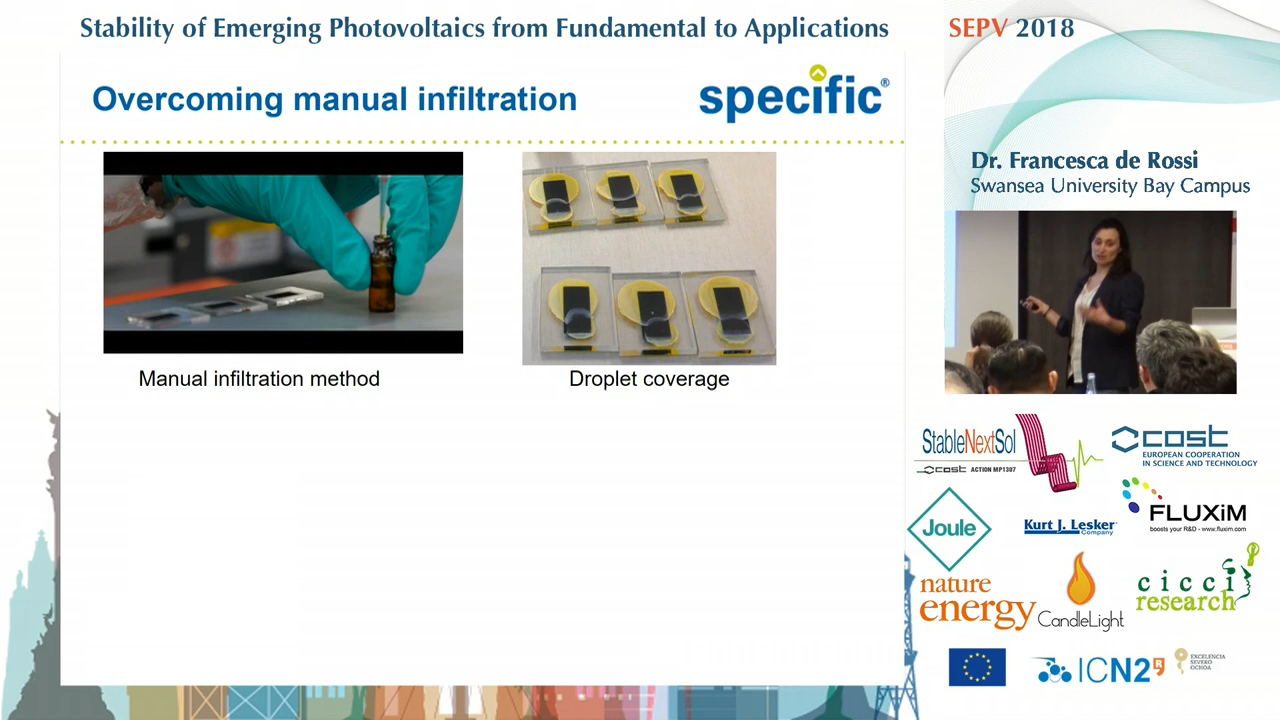 Stability of Emerging Photovoltaics from Fundamental to Applications
SEPV 2018
Overcoming manual infiltration
specific®
Manual infiltration method
Droplet coverage
Dr. Francesca de Rossi
Swansea University Bay Campus
StableNextSol
cost ACTION MP1307
cost
EUROPEAN COOPERATION
IN SCIENCE AND TECHNOLOGY
Joule
Kurt J. Lesker
Company
FLUXiM
boosts your R&D - www.fluxim.com
nature
energy
CandleLight
cicci
research
ICN2
EXCELENCIA
SEVERO
OCHOA